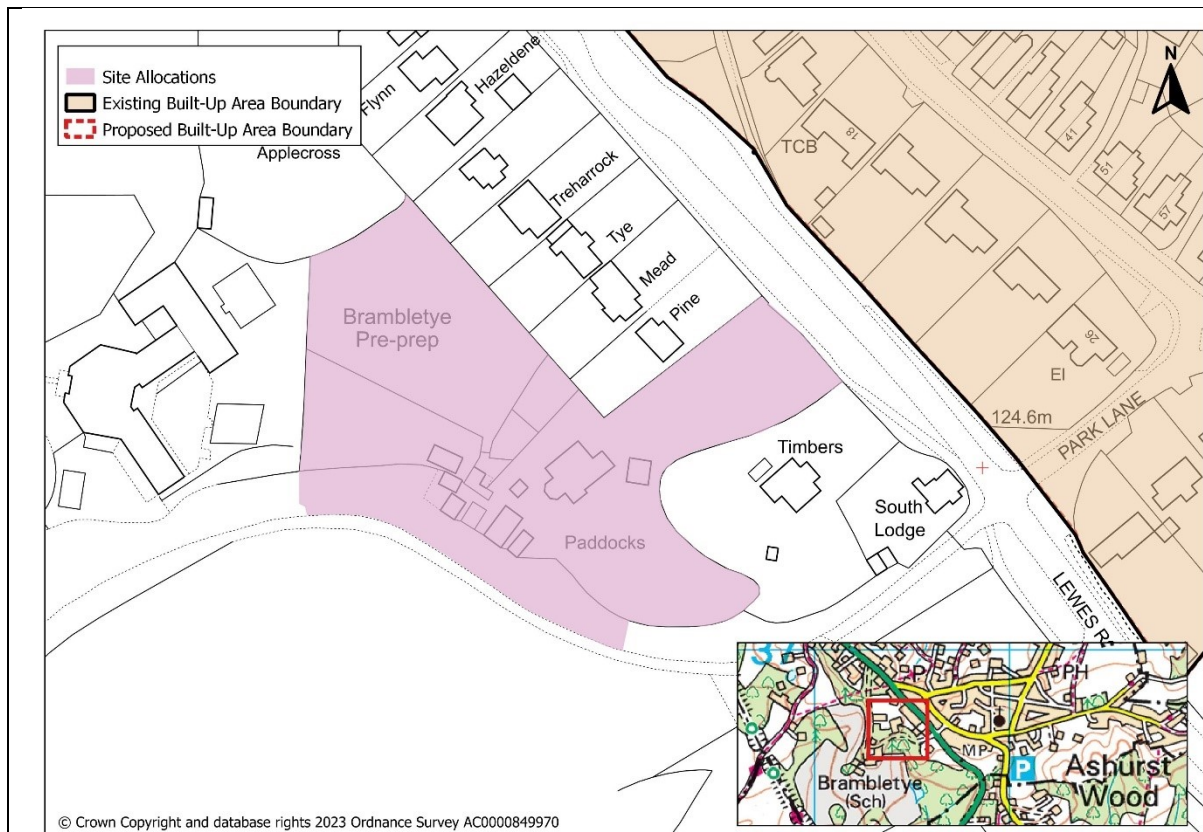 Site Allocations
Existing Built-Up Area Boundary
Proposed Built-Up Area Boundary
N
Flynn
Hazeldene
Applecross
Treharrock
Tye
Mead
Pine
TCB
18
41
51
57
26
El
124.6m
PARK LANE
Brambletye
Pre-prep
Paddocks
Timbers
South
Lodge
LEWES R
37
P
PH
MP
P
Brambletye
(Sch)
Ashurst
Wood
© Crown Copyright and database rights 2023 Ordnance Survey AC0000849970